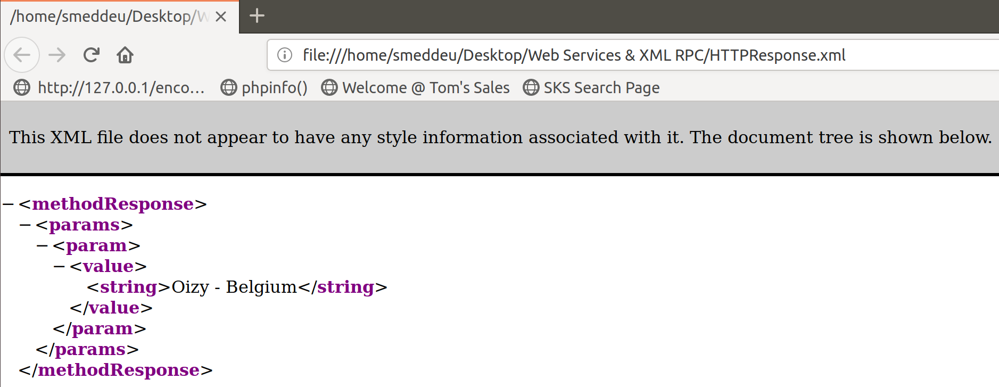 /home/smeddeu/Desktop/W
file:///home/smeddeu/Desktop/Web Services & XML RPC/HTTPResponse.xml
http://127.0.0.1/enco... phpinfo() Welcome @ Tom's Sales SKS Search Page
This XML file does not appear to have any style information associated with it. The document tree is shown below.
− <methodResponse>
− <params>
− <param>
− <value>
<string>Oizy - Belgium</string>
</value>
</param>
</params>
</methodResponse>